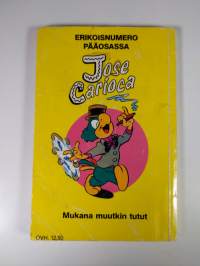 ERIKOISNUMERO
PÄÄOSASSA
Jose
Carioca
Mukana muutkin tutut
OVH. 12,50